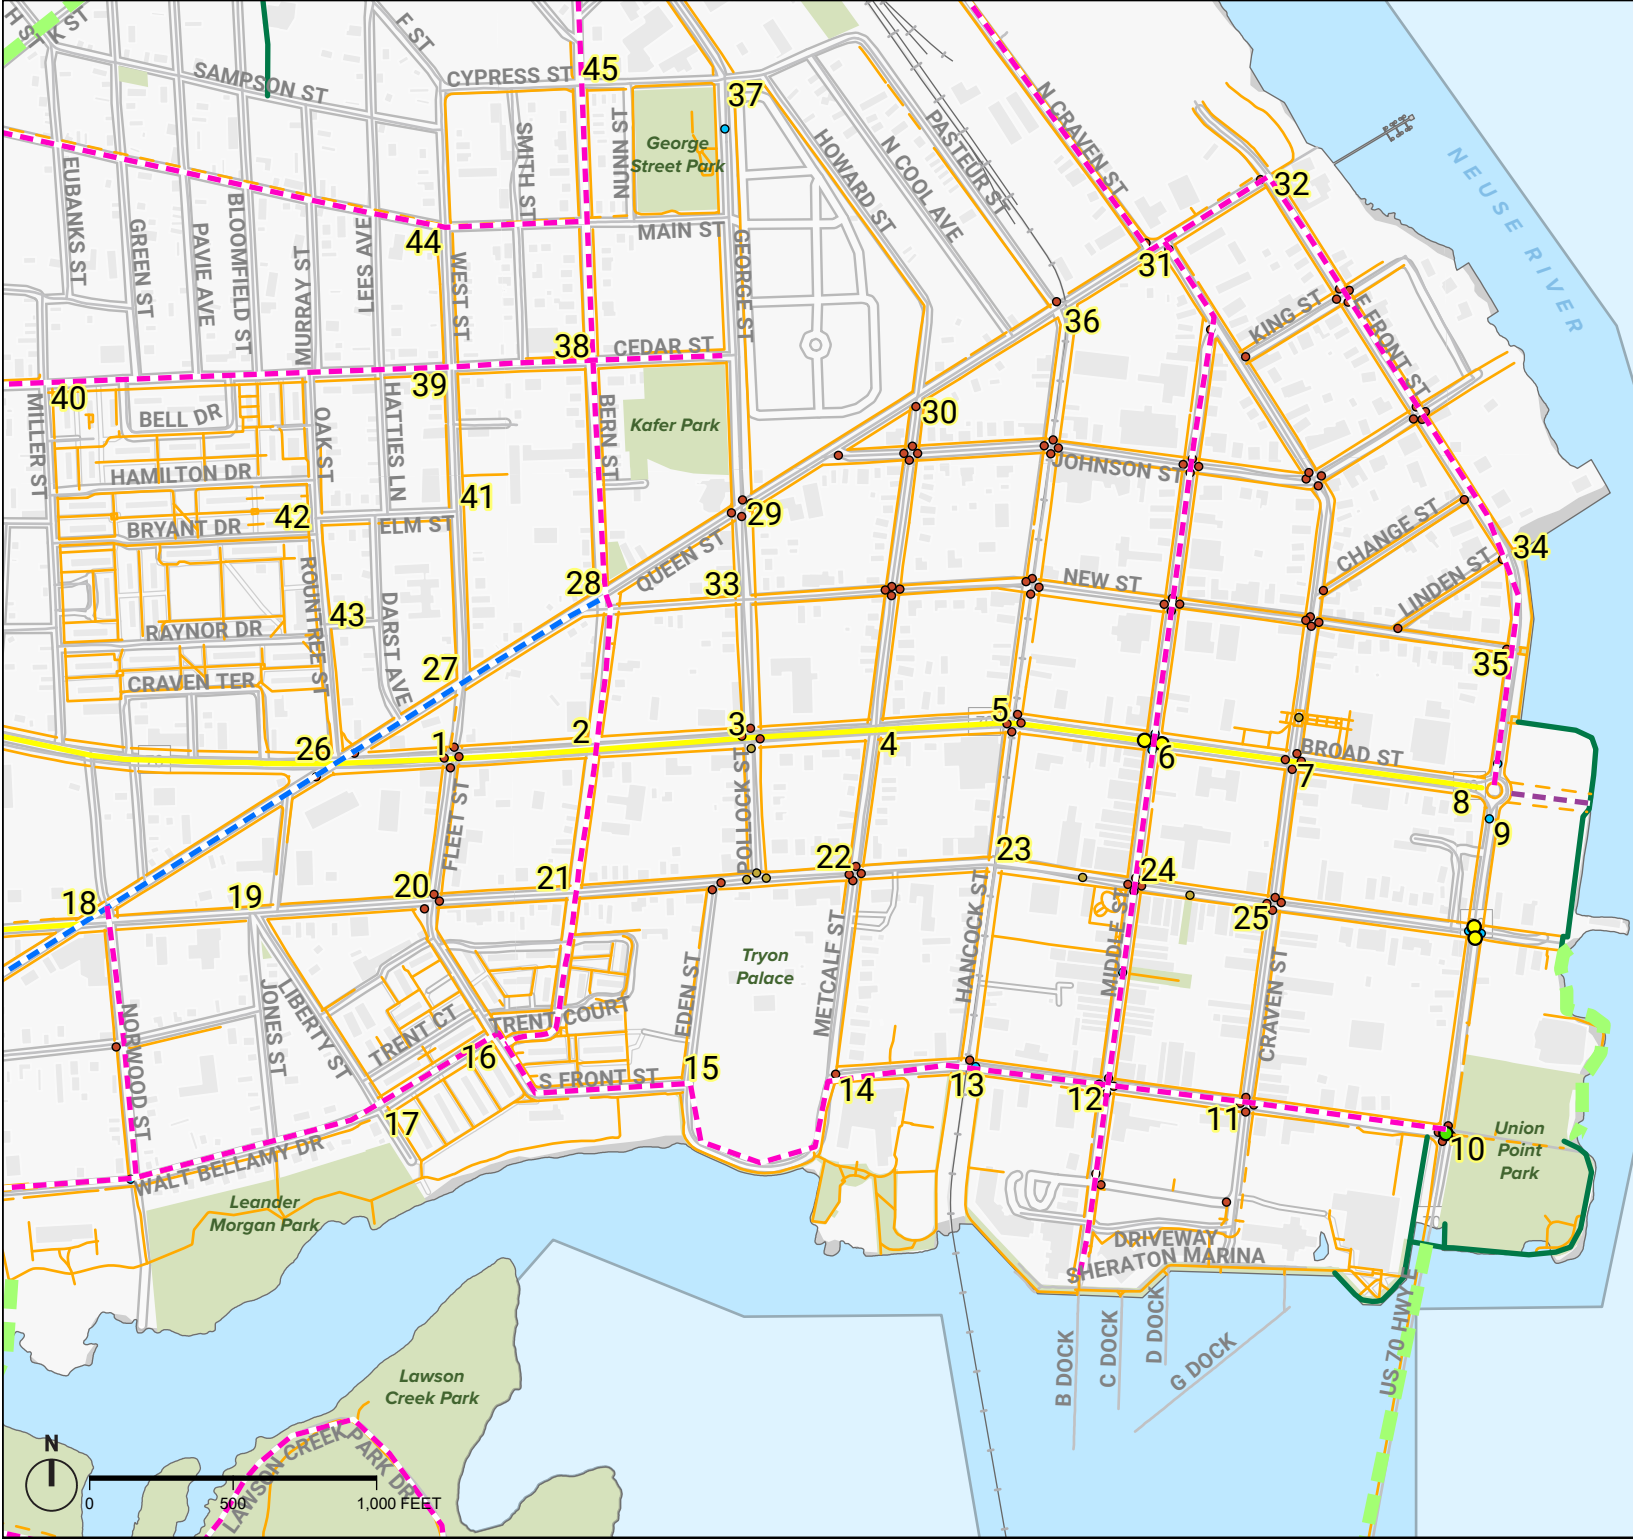 H ST
K ST
F ST
SAMPSON ST
CYPRESS ST
45
37
N CRAVEN ST
NEUSE RIVER
SMITH ST
NUNN ST
George
Street Park
HOWARD ST
N COOL AVE
PASTEUR ST
32
EUBANKS ST
GREEN ST
PAVIE AVE
BLOOMFIELD ST
MURRAY ST
LEES AVE
44
WEST ST
MAIN ST
GEORGE ST
31
KING ST
E FRONT ST
36
38
CEDAR ST
39
40
MILLER ST
BELL DR
OAK ST
HATTIES LN
BERN ST
Kafer Park
30
JOHNSON ST
HAMILTON DR
41
42
BRYANT DR
ELM ST
29
CHANGE ST
34
QUEEN ST
28
33
NEW ST
LINDEN ST
ROUNTREE ST
43
DARST AVE
RAYNOR DR
27
35
CRAVEN TER
26
1
2
3
4
5
6
BROAD ST
7
8
9
FLEET ST
POLLOCK ST
18
19
20
21
22
23
24
25
Tryon
Palace
METCALF ST
HANCOCK ST
MIDDLE ST
CRAVEN ST
EDEN ST
NORWOOD ST
JONES ST
LIBERTY ST
TRENT CT
TRENT COURT
16
S FRONT ST
15
14
13
12
11
10
17
Union
Point
Park
WALT BELLAMY DR
Leander
Morgan Park
DRIVEWAY
SHERATON MARINA
B DOCK
C DOCK
D DOCK
G DOCK
US 70 HWY E
Lawson
Creek Park
LAWSON CREEK PARK DR
N
0
500
1,000 FEET